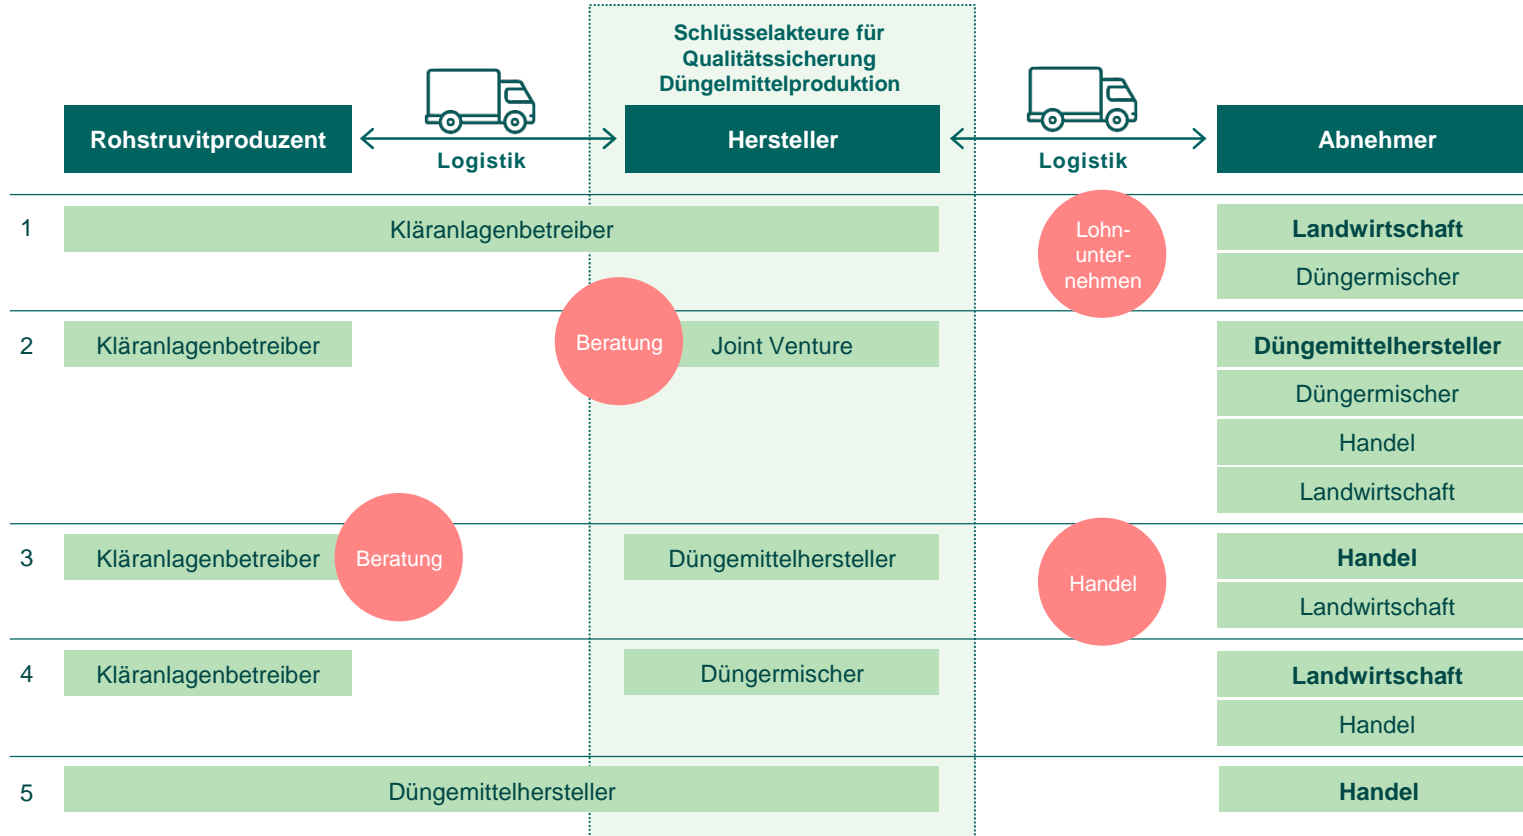 Schlüsselakteure für
Qualitätssicherung
Düngelmittelproduktion
Rohstruvitproduzent
Logistik
Hersteller
Logistik
Abnehmer
1
Kläranlagenbetreiber
Lohn-
unter-
nehmen
Landwirtschaft
Düngermischer
2
Kläranlagenbetreiber
Beratung
Joint Venture
Düngemittelhersteller
Düngermischer
Handel
Landwirtschaft
3
Kläranlagenbetreiber
Beratung
Düngemittelhersteller
Handel
Handel
Landwirtschaft
4
Kläranlagenbetreiber
Düngermischer
Landwirtschaft
Handel
5
Düngemittelhersteller
Handel